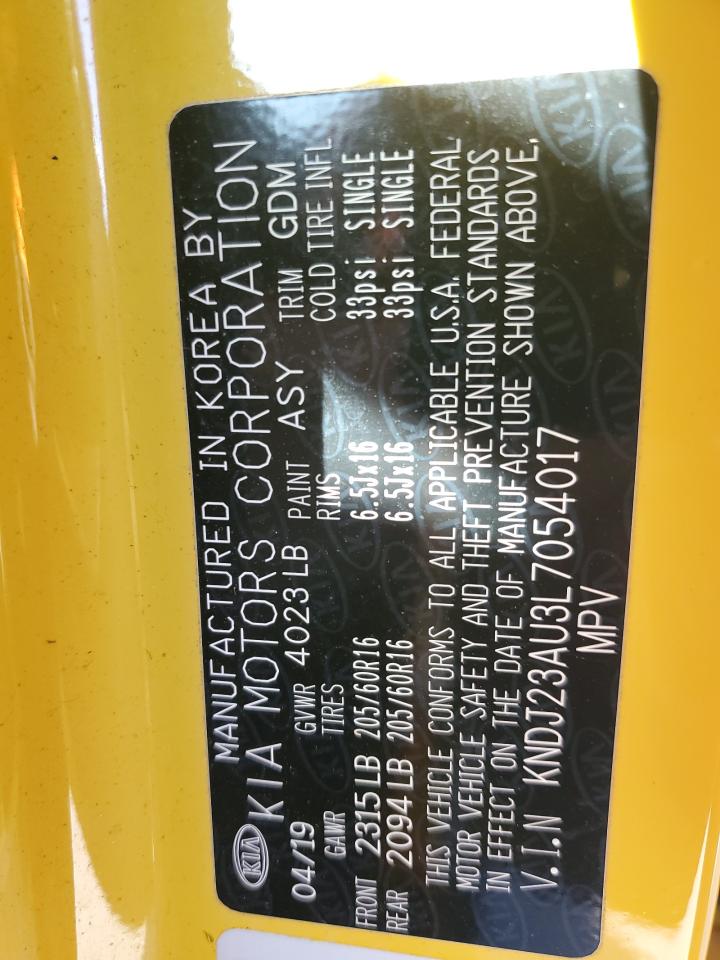 MANUFACTURED IN KOREA BY
KIA KIA MOTORS CORPORATION
04/19 GVWR 4023 LB PAINT ASY TRIM GDM
GAWR TIRES RIMS COLD TIRE INFL
FRONT 2315 LB 205/60R16 6.5Jx16 33psi SINGLE
REAR 2094 LB 205/60R16 6.5Jx16 33psi SINGLE
THIS VEHICLE CONFORMS TO ALL APPLICABLE U.S.A. FEDERAL
MOTOR VEHICLE SAFETY AND THEFT PREVENTION STANDARDS
IN EFFECT ON THE DATE OF MANUFACTURE SHOWN ABOVE.
V.I.N KNDJ23AU3L7054017
MPV